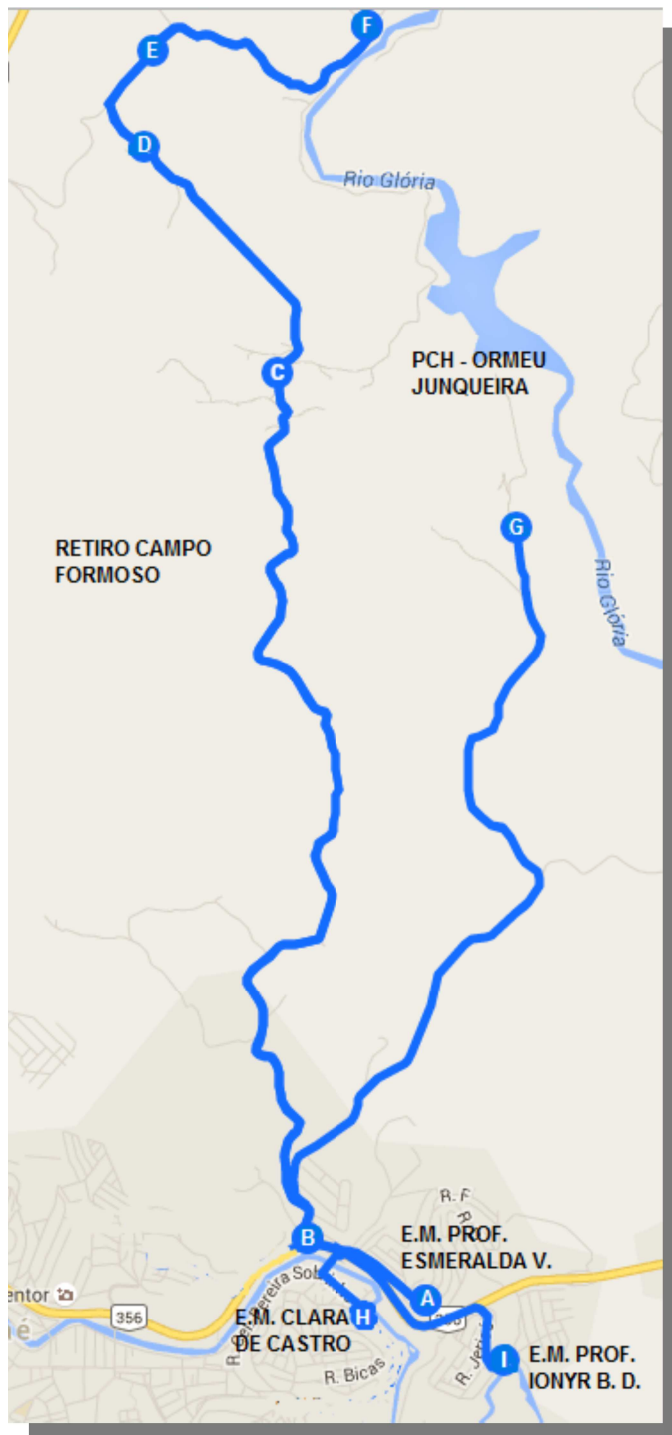 F
E
D
Rio Glória
PCH - ORMEU
JUNQUEIRA
C
G
RETIRO CAMPO
FORMOSO
Rio Glória
R. F
B
E.M. PROF.
ESMERALDA V.
A
entor
356
H
E.M. CLARA
DE CASTRO
R. Bicas
I
E.M. PROF.
IONYR B. D.